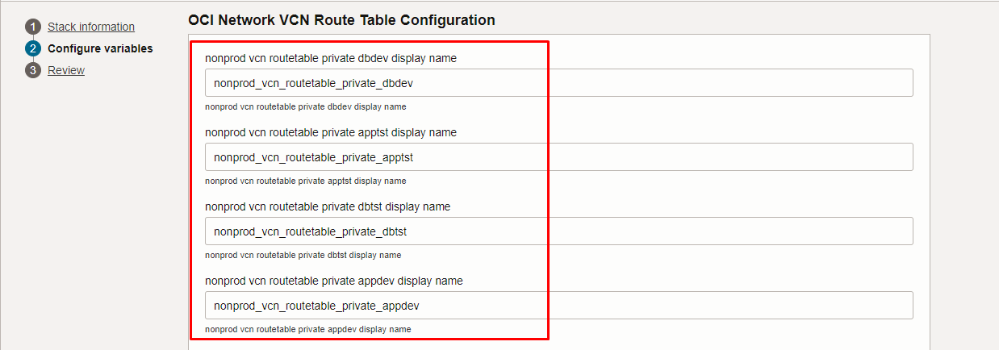 1 Stack information
2 Configure variables
3 Review
OCI Network VCN Route Table Configuration
nonprod vcn routetable private dbdev display name
nonprod_vcn_routetable_private_dbdev
nonprod vcn routetable private dbdev display name
nonprod vcn routetable private apptst display name
nonprod_vcn_routetable_private_apptst
nonprod vcn routetable private apptst display name
nonprod vcn routetable private dbtst display name
nonprod_vcn_routetable_private_dbtst
nonprod vcn routetable private dbtst display name
nonprod vcn routetable private appdev display name
nonprod_vcn_routetable_private_appdev
nonprod vcn routetable private appdev display name